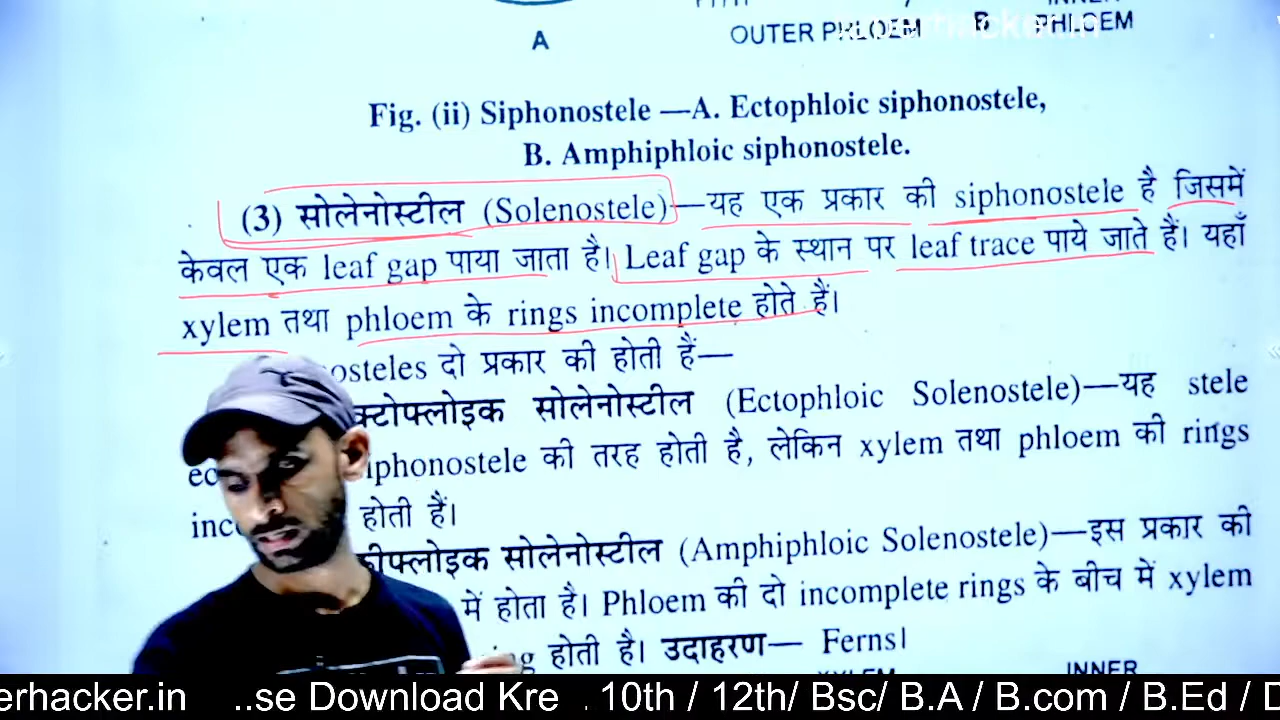 A
OUTER PHLOEM
B
PHLOEM
Fig. (ii) Siphonostele —A. Ectophloic siphonostele,
B. Amphiphloic siphonostele.
(3) सोलेनोस्टील (Solenostele)—यह एक प्रकार की siphonostele है जिसमें
केवल एक leaf gap पाया जाता है। Leaf gap के स्थान पर leaf trace पाये जाते हैं। यहाँ
xylem तथा phloem के rings incomplete होते हैं।
osteles दो प्रकार की होती हैं—
क्टोफ्लोइक सोलेनोस्टील (Ectophloic Solenostele)—यह stele
iphonostele की तरह होती है, लेकिन xylem तथा phloem की rings
होती हैं।
फ्लोइक सोलेनोस्टील (Amphiphloic Solenostele)—इस प्रकार की
में होता है। Phloem की दो incomplete rings के बीच में xylem
ng होती है। उदाहरण— Ferns।
XYLEM INNER
erhacker.in ..se Download Kre . 10th / 12th/ Bsc/ B.A / B.com / B.Ed / D